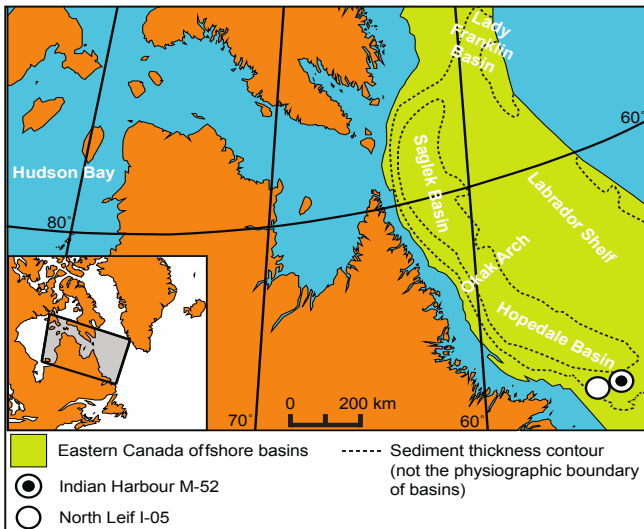 Lady
Franklin
Basin
60°
Hudson Bay
Saglek Basin
Labrador Shelf
80°
Okak Arch
Hopedale Basin
0 200 km
70°
60°
Eastern Canada offshore basins
Sediment thickness contour
(not the physiographic boundary
of basins)
Indian Harbour M-52
North Leif I-05